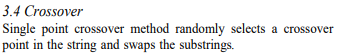 3.4 Crossover
Single point crossover method randomly selects a crossover
point in the string and swaps the substrings.